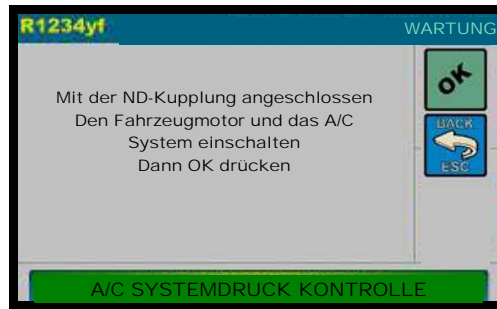 R1234yf
WARTUNG
Mit der ND-Kupplung angeschlossen
Den Fahrzeugmotor und das A/C
System einschalten
Dann OK drücken
OK
BACK
ESC
A/C SYSTEMDRUCK KONTROLLE